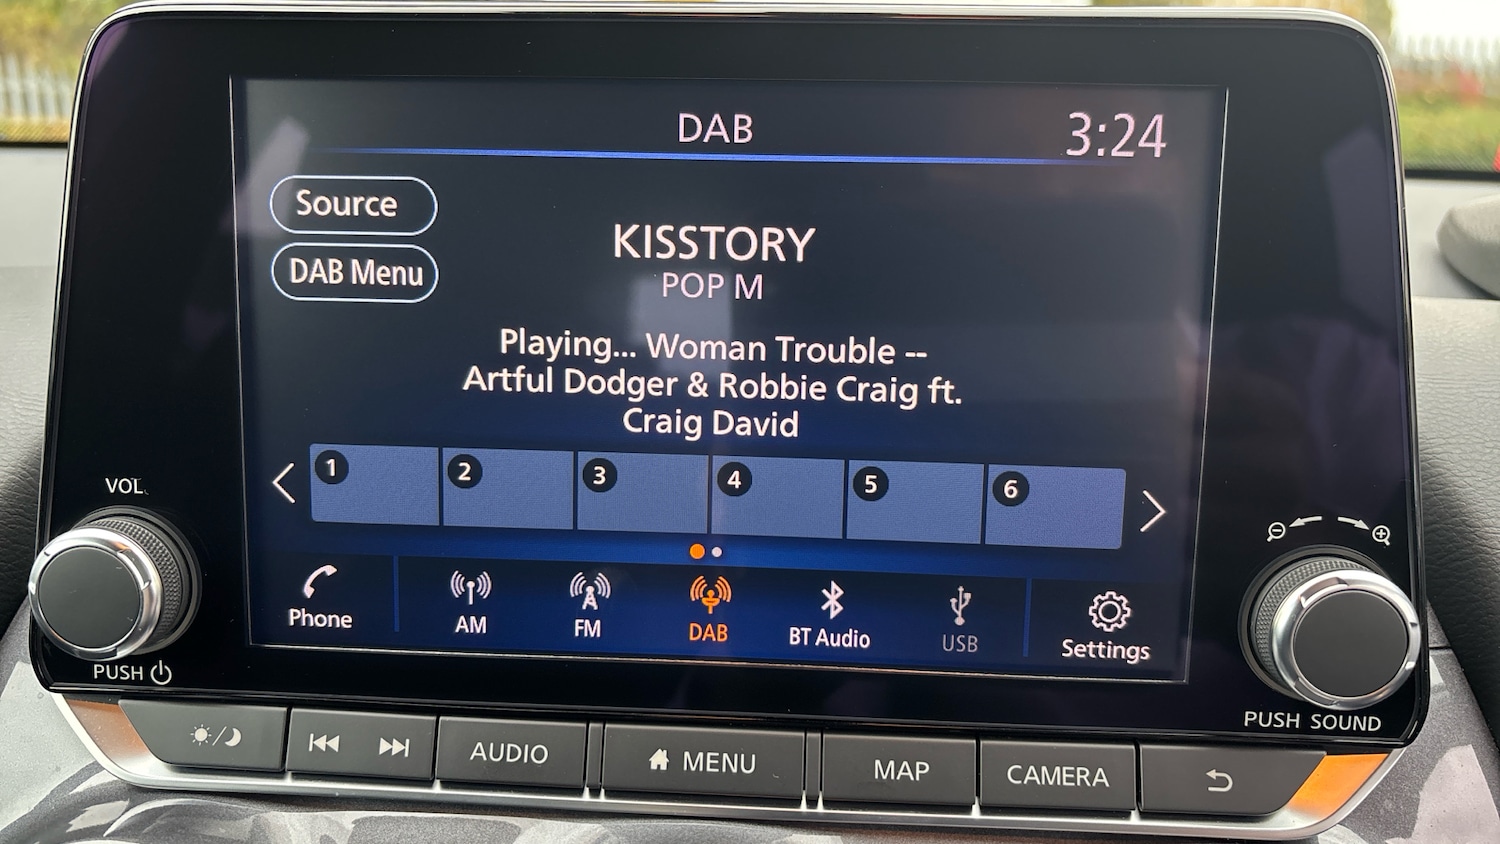 DAB
3:24
Source
DAB Menu
KISSTORY
POP M
Playing... Woman Trouble --
Artful Dodger & Robbie Craig ft.
Craig David
1 2 3 4 5 6
Phone AM FM DAB BT Audio USB Settings
VOL
PUSH
PUSH SOUND
AUDIO MENU MAP CAMERA